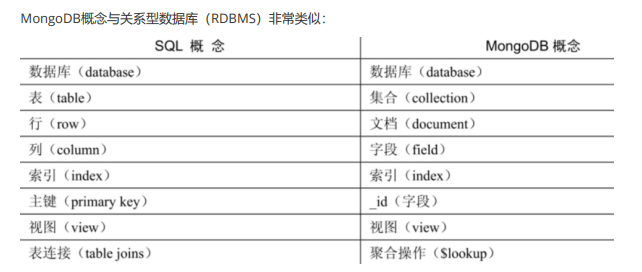 MongoDB概念与关系型数据库（RDBMS）非常类似：
SQL 概 念 MongoDB 概念
数据库（database） 数据库（database）
表（table） 集合（collection）
行（row） 文档（document）
列（column） 字段（field）
索引（index） 索引（index）
主键（primary key） _id（字段）
视图（view） 视图（view）
表连接（table joins） 聚合操作（$lookup）